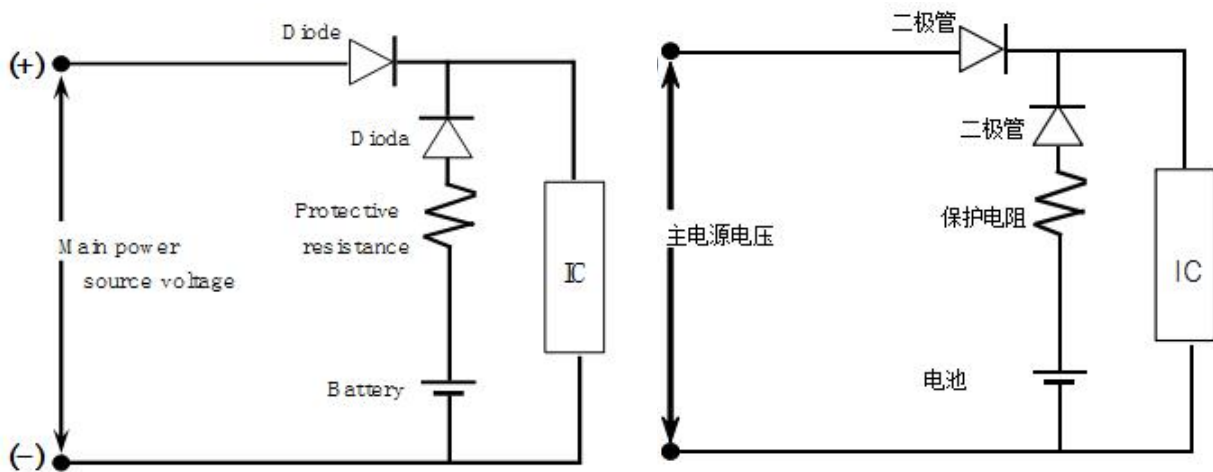 Diode
(+)
Dioda
Protective
resistance
Main power
source voltage
IC
Battery
(−)
二极管
二极管
保护电阻
主电源电压
IC
电池